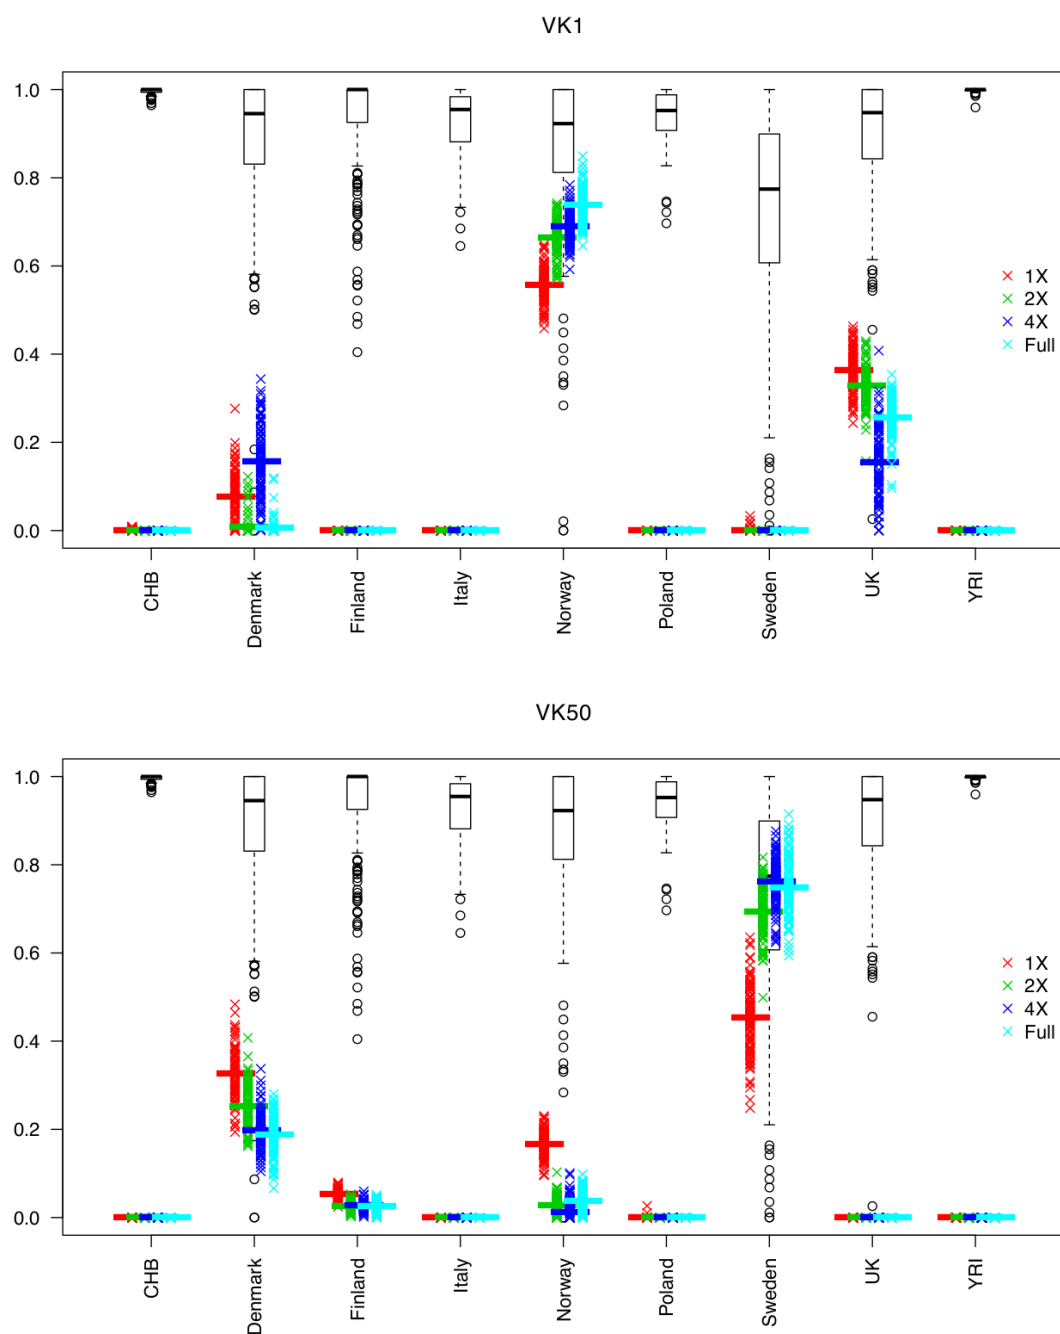 VK1
1.0
0.8
0.6
0.4
0.2
0.0
1X
2X
4X
Full
CHB
Denmark
Finland
Italy
Norway
Poland
Sweden
UK
YRI
VK50
1.0
0.8
0.6
0.4
0.2
0.0
1X
2X
4X
Full
CHB
Denmark
Finland
Italy
Norway
Poland
Sweden
UK
YRI